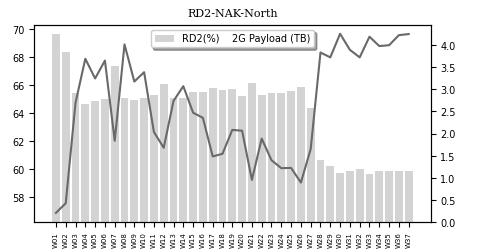 RD2-NAK-North
RD2(%) 2G Payload (TB)
70
68
66
64
62
60
58
4.0
3.5
3.0
2.5
2.0
1.5
1.0
0.5
0.0
W01
W02
W03
W04
W05
W06
W07
W08
W09
W10
W11
W12
W13
W14
W15
W16
W17
W18
W19
W20
W21
W22
W23
W24
W25
W26
W27
W28
W29
W30
W31
W32
W33
W34
W35
W36
W37